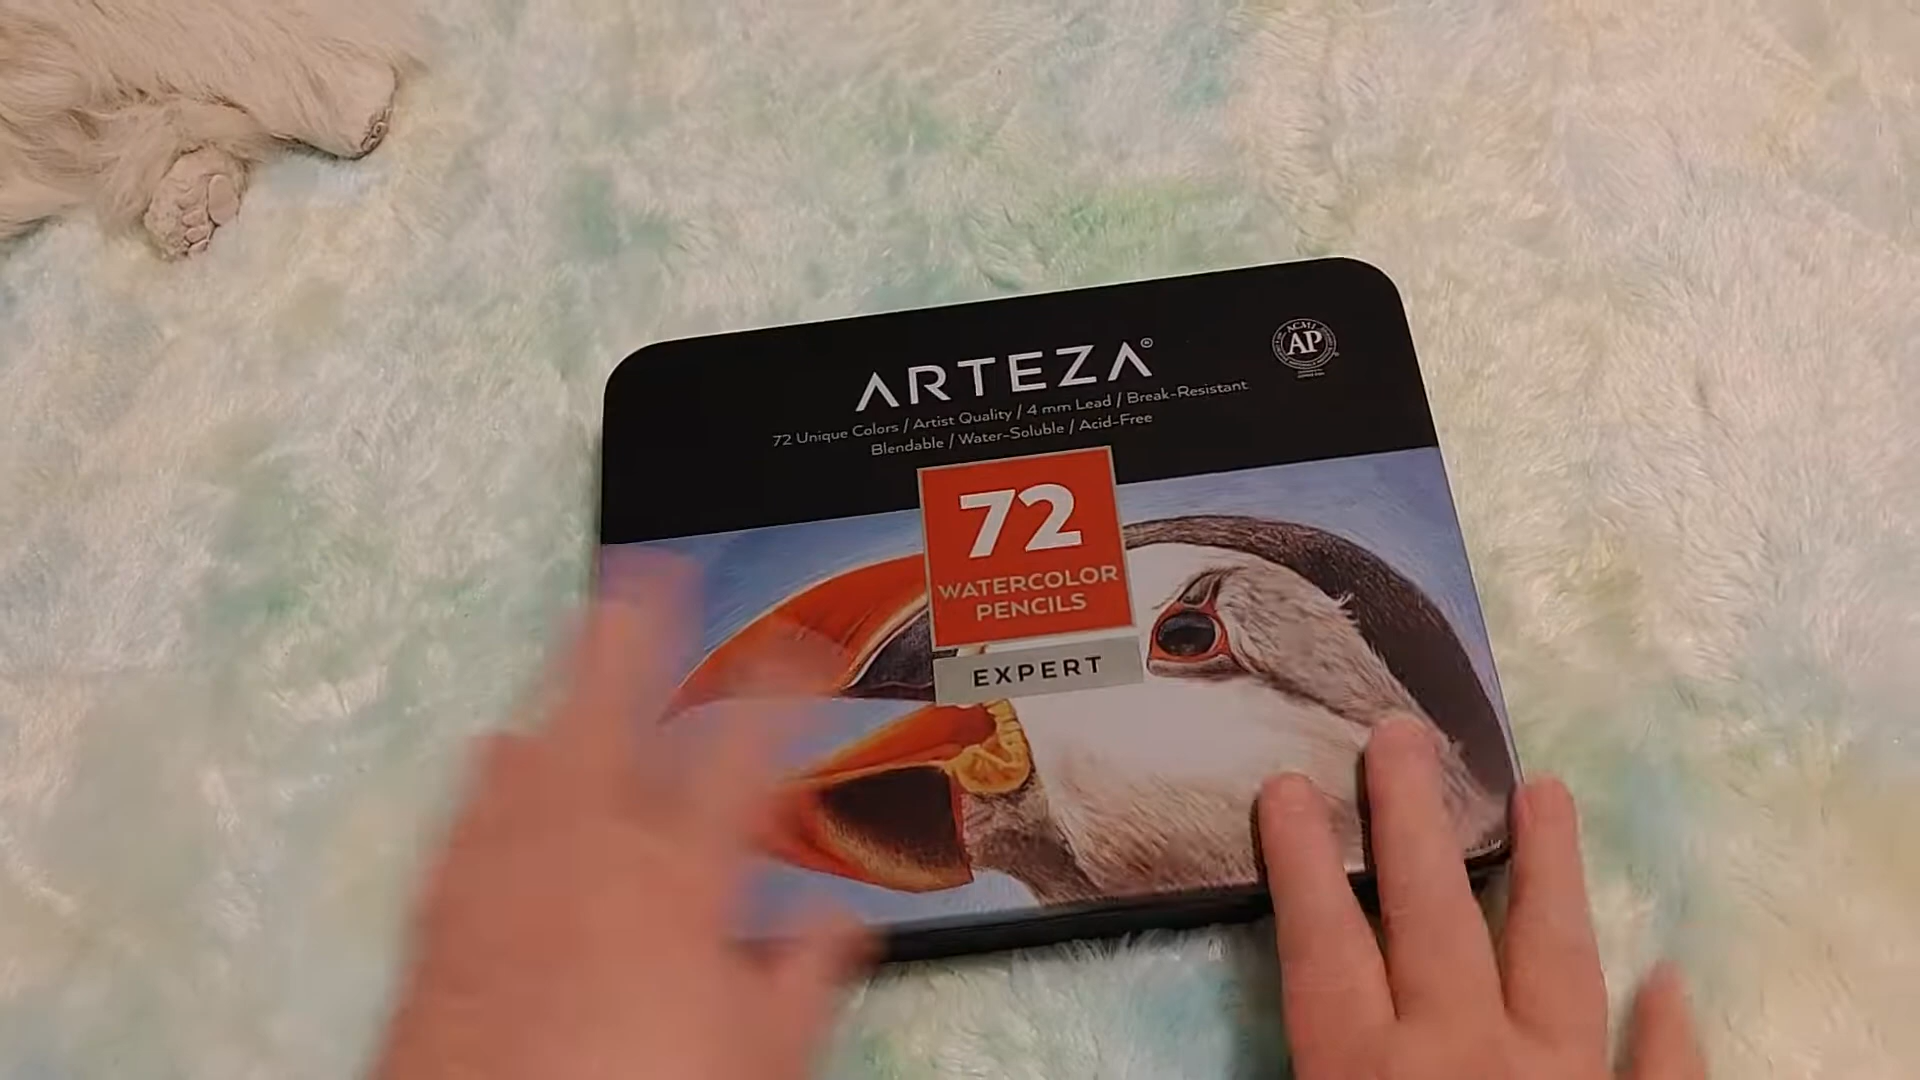 ARTEZA®
72 Unique Colors / Artist Quality / 4 mm Lead / Break-Resistant
Blendable / Water-Soluble / Acid-Free
ACMI
AP
72
WATERCOLOR
PENCILS
EXPERT